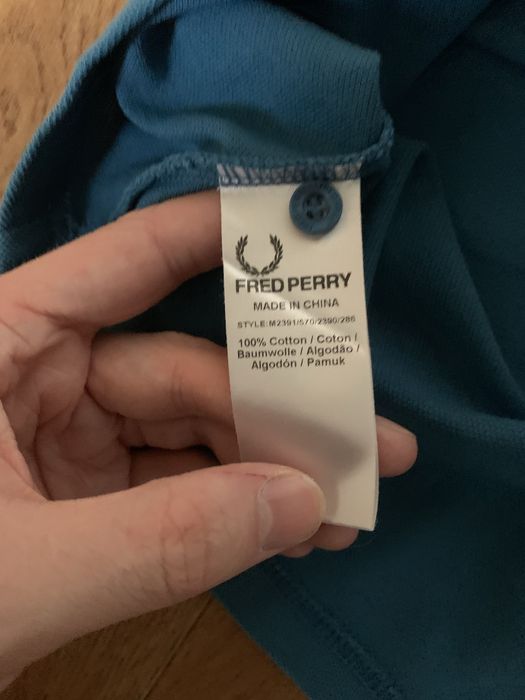 FRED PERRY
MADE IN CHINA
STYLE:M2391/570/2390/286
100% Cotton / Coton /
Baumwolle / Algodão /
Algodón / Pamuk